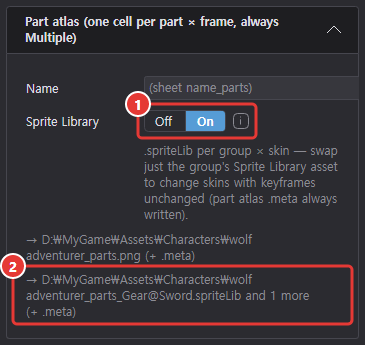 Part atlas (one cell per part × frame, always
Multiple)
Name
(sheet name_parts)
1
Sprite Library
Off
On
i
.spriteLib per group × skin — swap
just the group's Sprite Library asset
to change skins with keyframes
unchanged (part atlas .meta always
written).
→ D:₩MyGame₩Assets₩Characters₩wolf
adventurer_parts.png (+ .meta)
2
→ D:₩MyGame₩Assets₩Characters₩wolf
adventurer_parts_Gear@Sword.spriteLib and 1 more
(+ .meta)